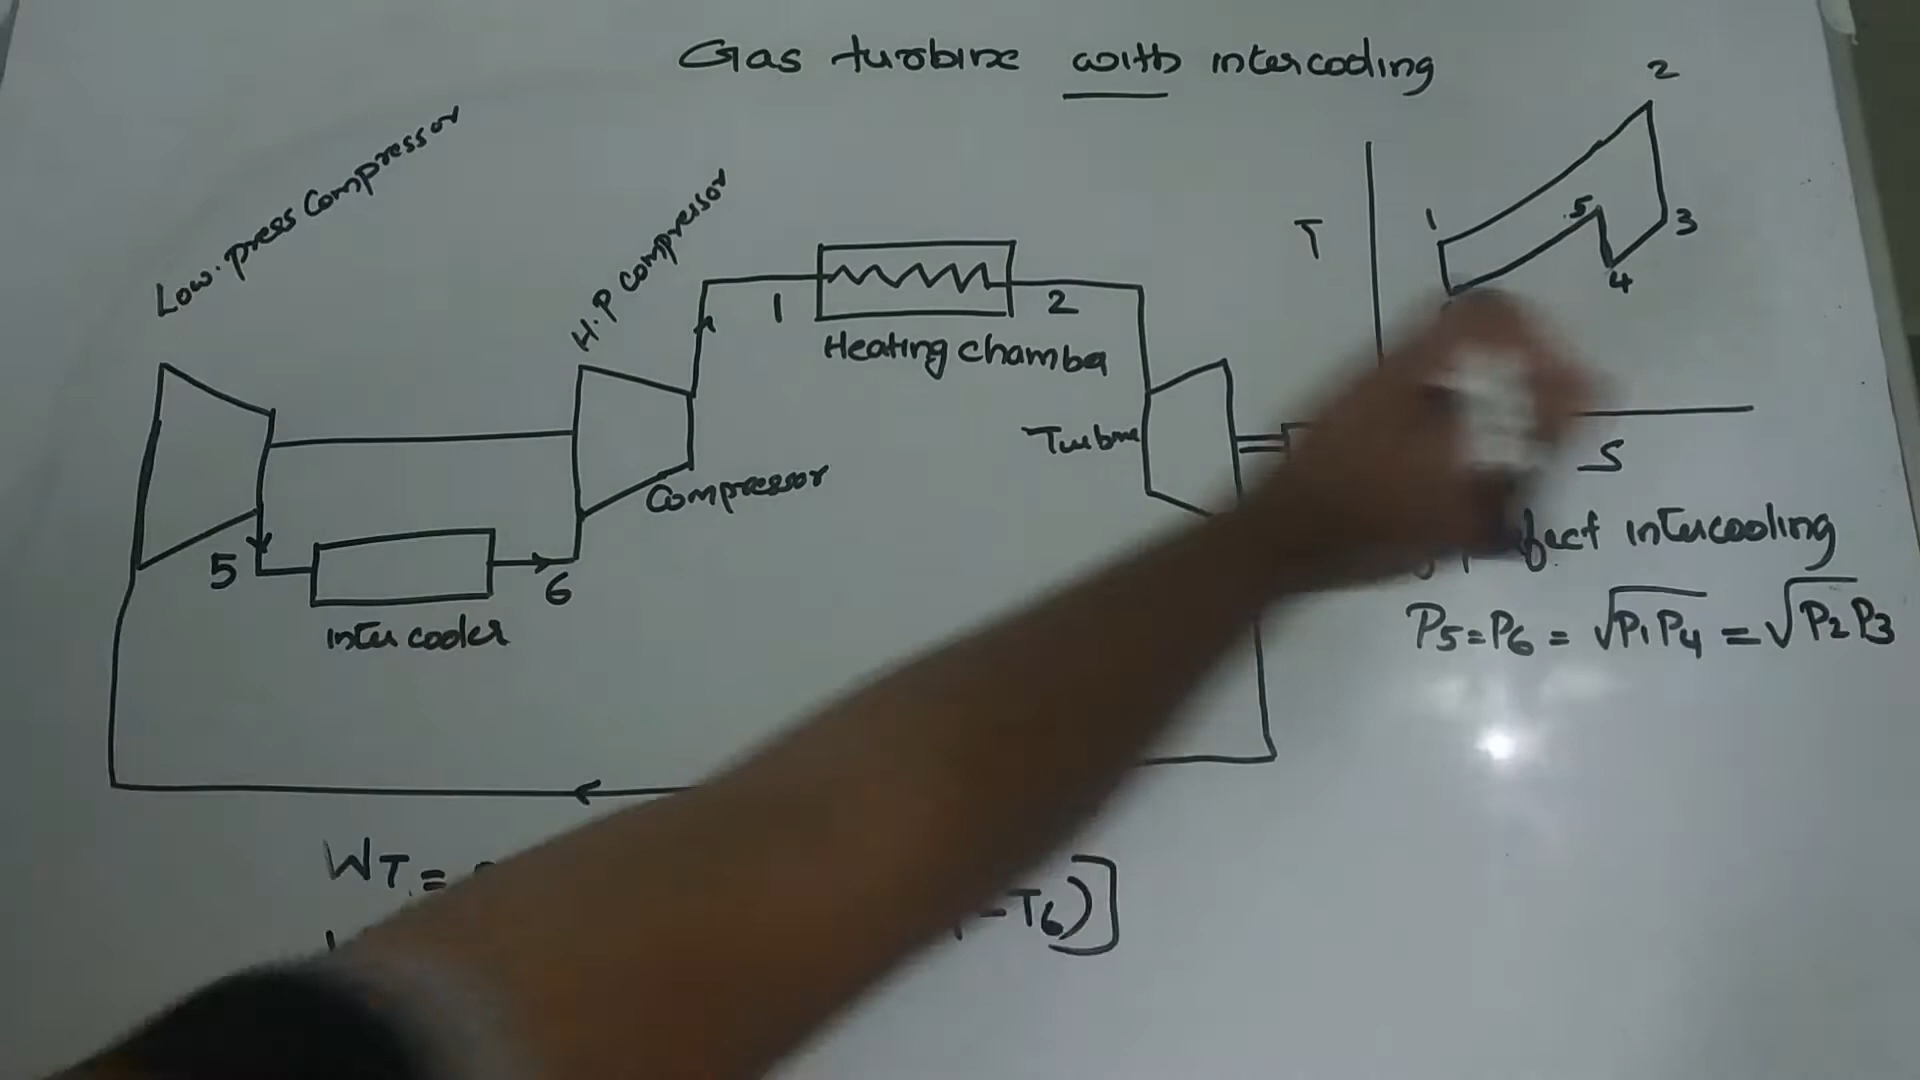 Gas turbine with intercooling
Low. press Compressor
H.P compressor
1
2
Heating chamber
Turbine
Compressor
5
6
Inter cooler
T
1
2
3
4
5
S
intercooling
P5 = P6 = √P1P4 = √P2P3
WT =
-T6)]